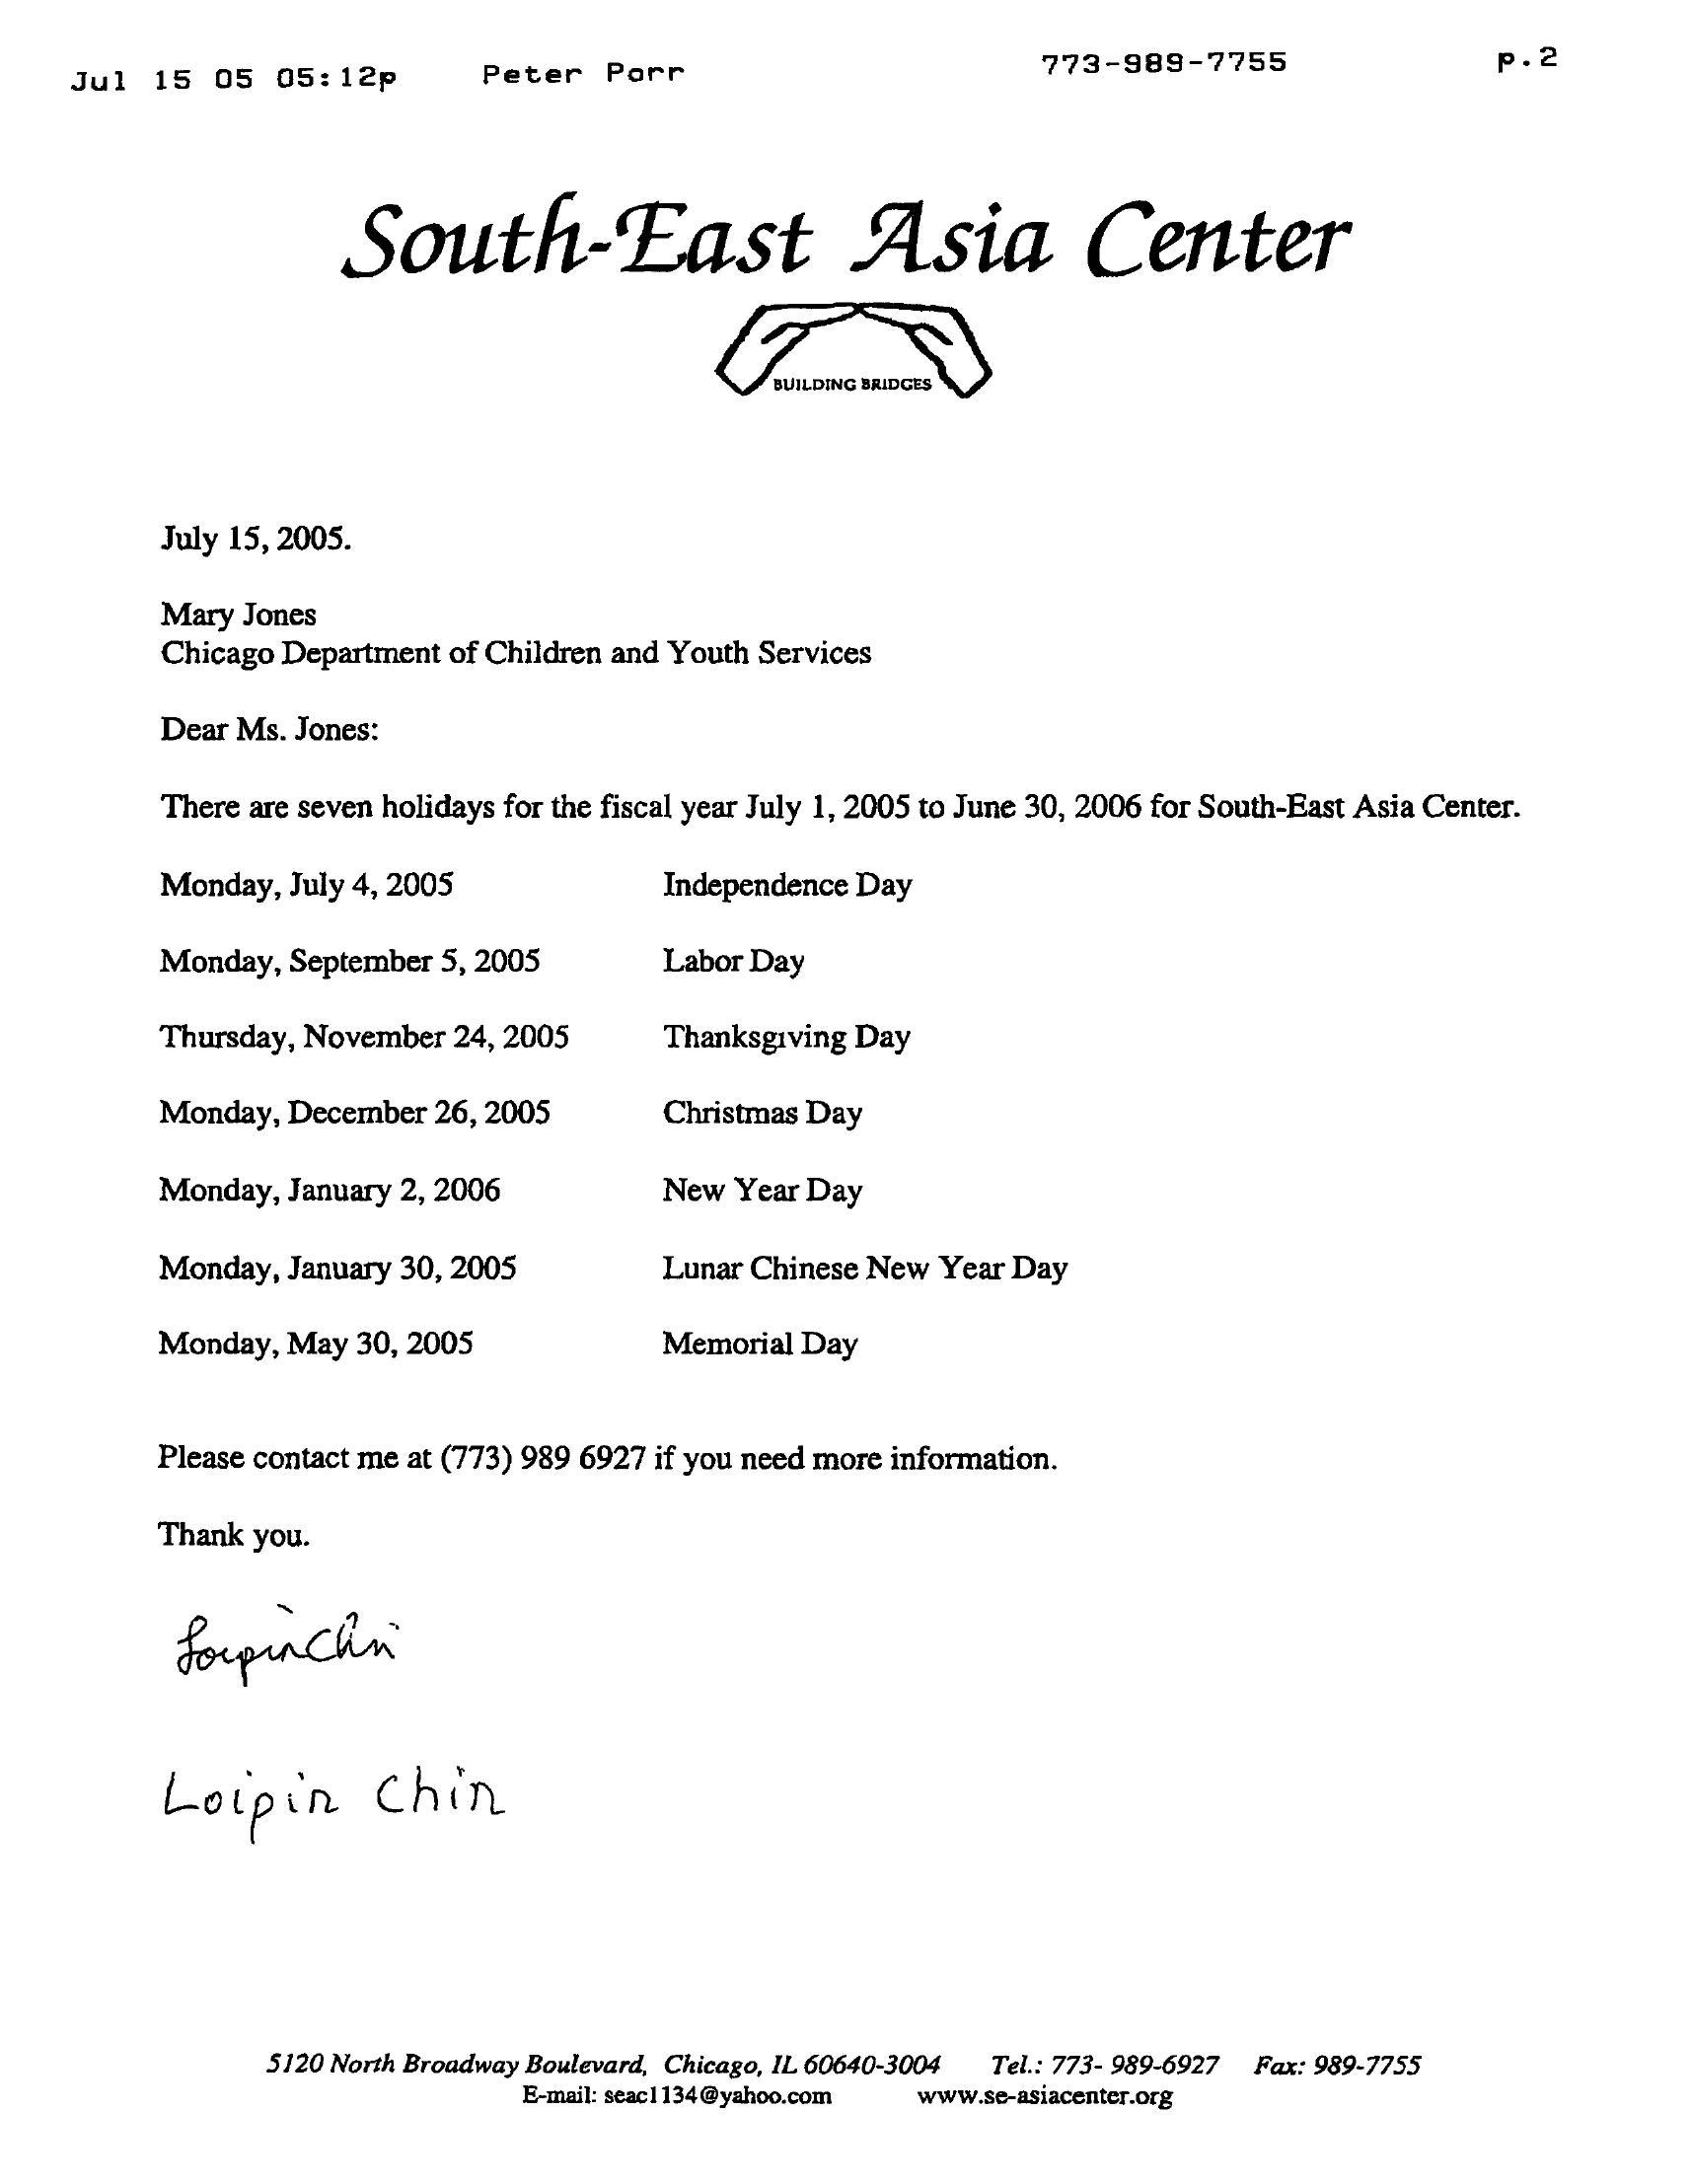 Jul 15 05 05:12p Peter Porr 773-989-7755 p.2
South-East Asia Center
BUILDING BRIDGES
July 15, 2005.
Mary Jones
Chicago Department of Children and Youth Services
Dear Ms. Jones:
There are seven holidays for the fiscal year July 1, 2005 to June 30, 2006 for South-East Asia Center.
Monday, July 4, 2005 Independence Day
Monday, September 5, 2005 Labor Day
Thursday, November 24, 2005 Thanksgiving Day
Monday, December 26, 2005 Christmas Day
Monday, January 2, 2006 New Year Day
Monday, January 30, 2005 Lunar Chinese New Year Day
Monday, May 30, 2005 Memorial Day
Please contact me at (773) 989 6927 if you need more information.
Thank you.
Loipin Chin
Loipin Chin
5120 North Broadway Boulevard, Chicago, IL 60640-3004 Tel.: 773- 989-6927 Fax: 989-7755
E-mail: seac1134@yahoo.com www.se-asiacenter.org